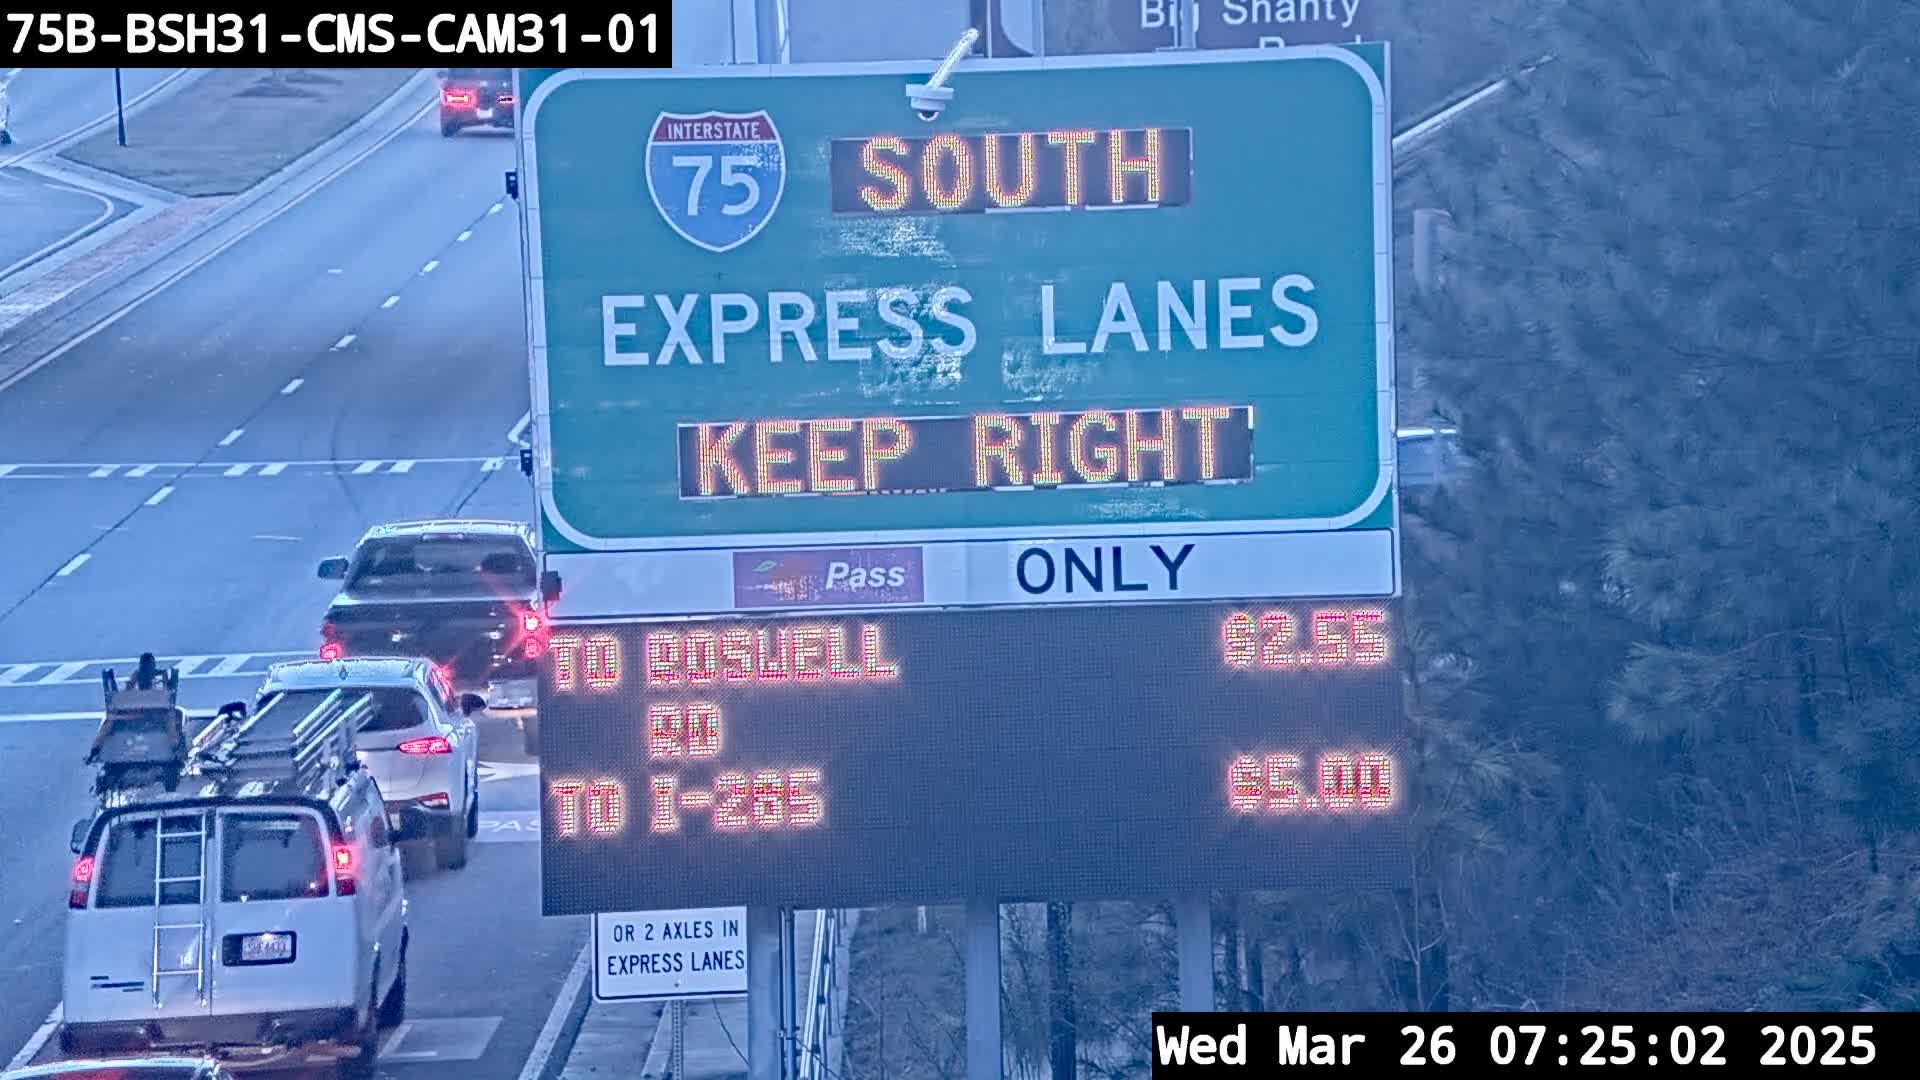 75B-BSH31-CMS-CAM31-01
Big Shanty
INTERSTATE
75
SOUTH
EXPRESS LANES
KEEP RIGHT
Pass
ONLY
TO ROSWELL $2.55
RD
TO I-285 $5.00
OR 2 AXLES IN
EXPRESS LANES
Wed Mar 26 07:25:02 2025